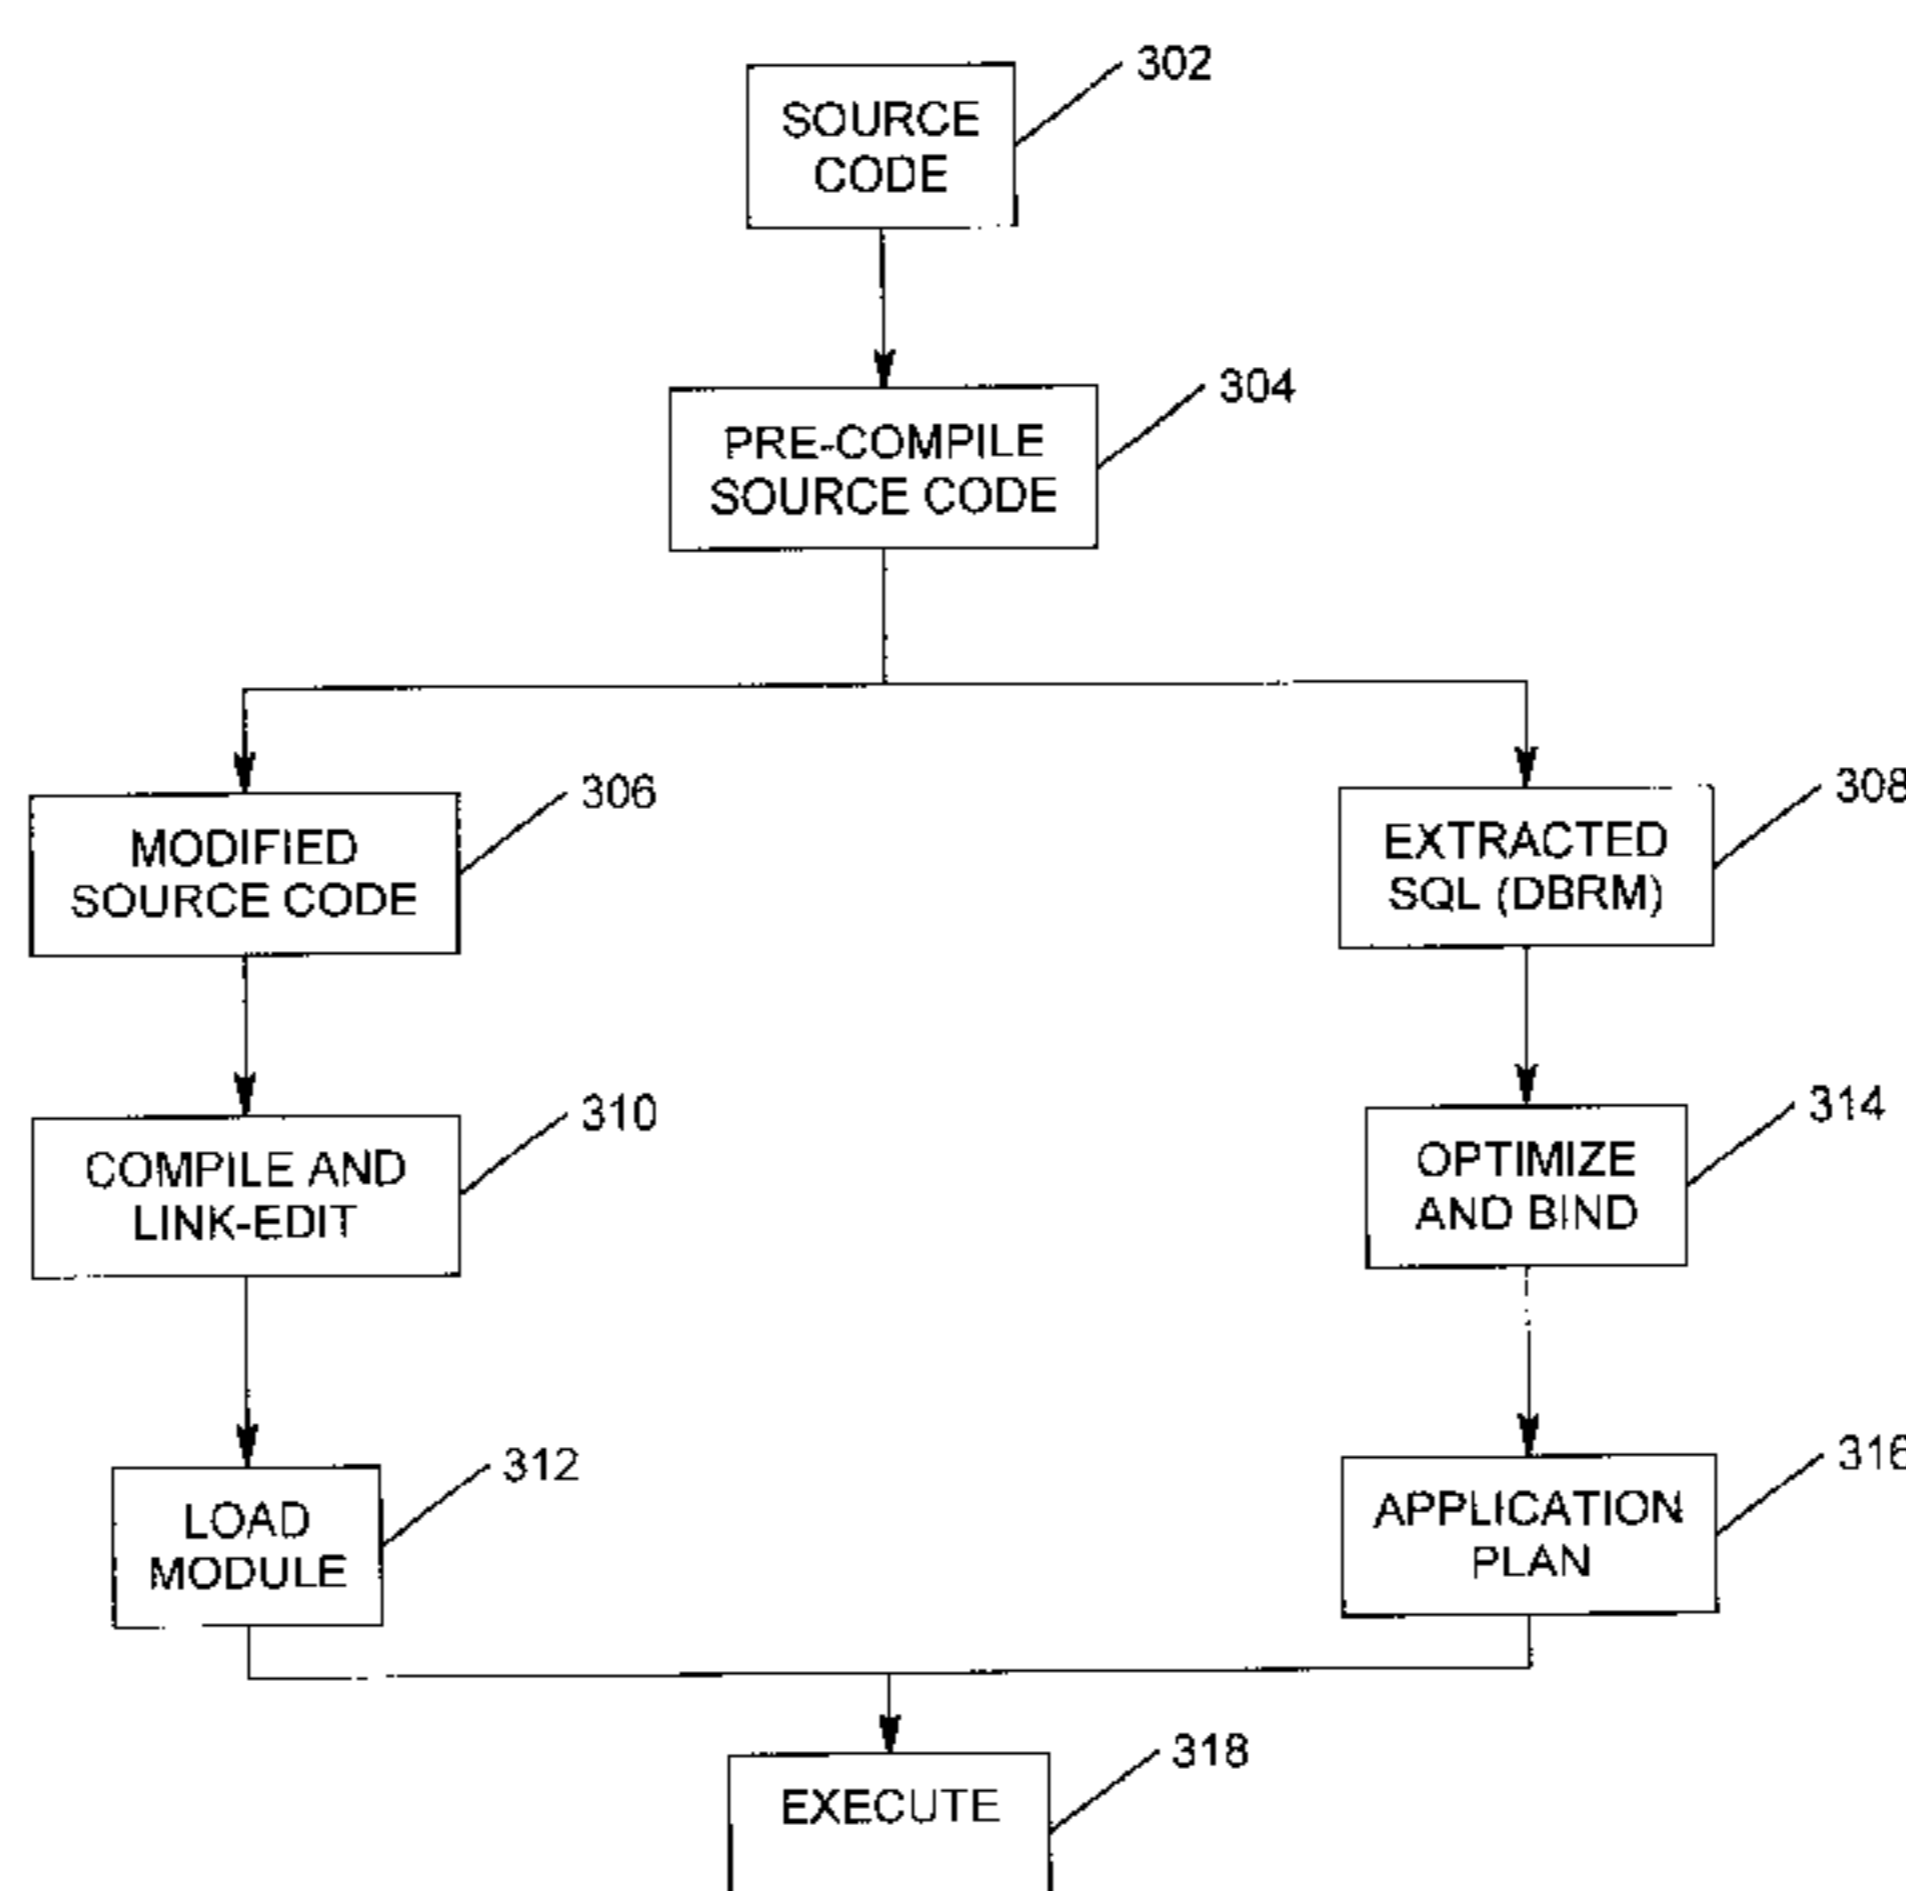 302
SOURCE
CODE
304
PRE-COMPILE
SOURCE CODE
306
MODIFIED
SOURCE CODE
308
EXTRACTED
SQL (DBRM)
310
COMPILE AND
LINK-EDIT
314
OPTIMIZE
AND BIND
312
LOAD
MODULE
316
APPLICATION
PLAN
318
EXECUTE